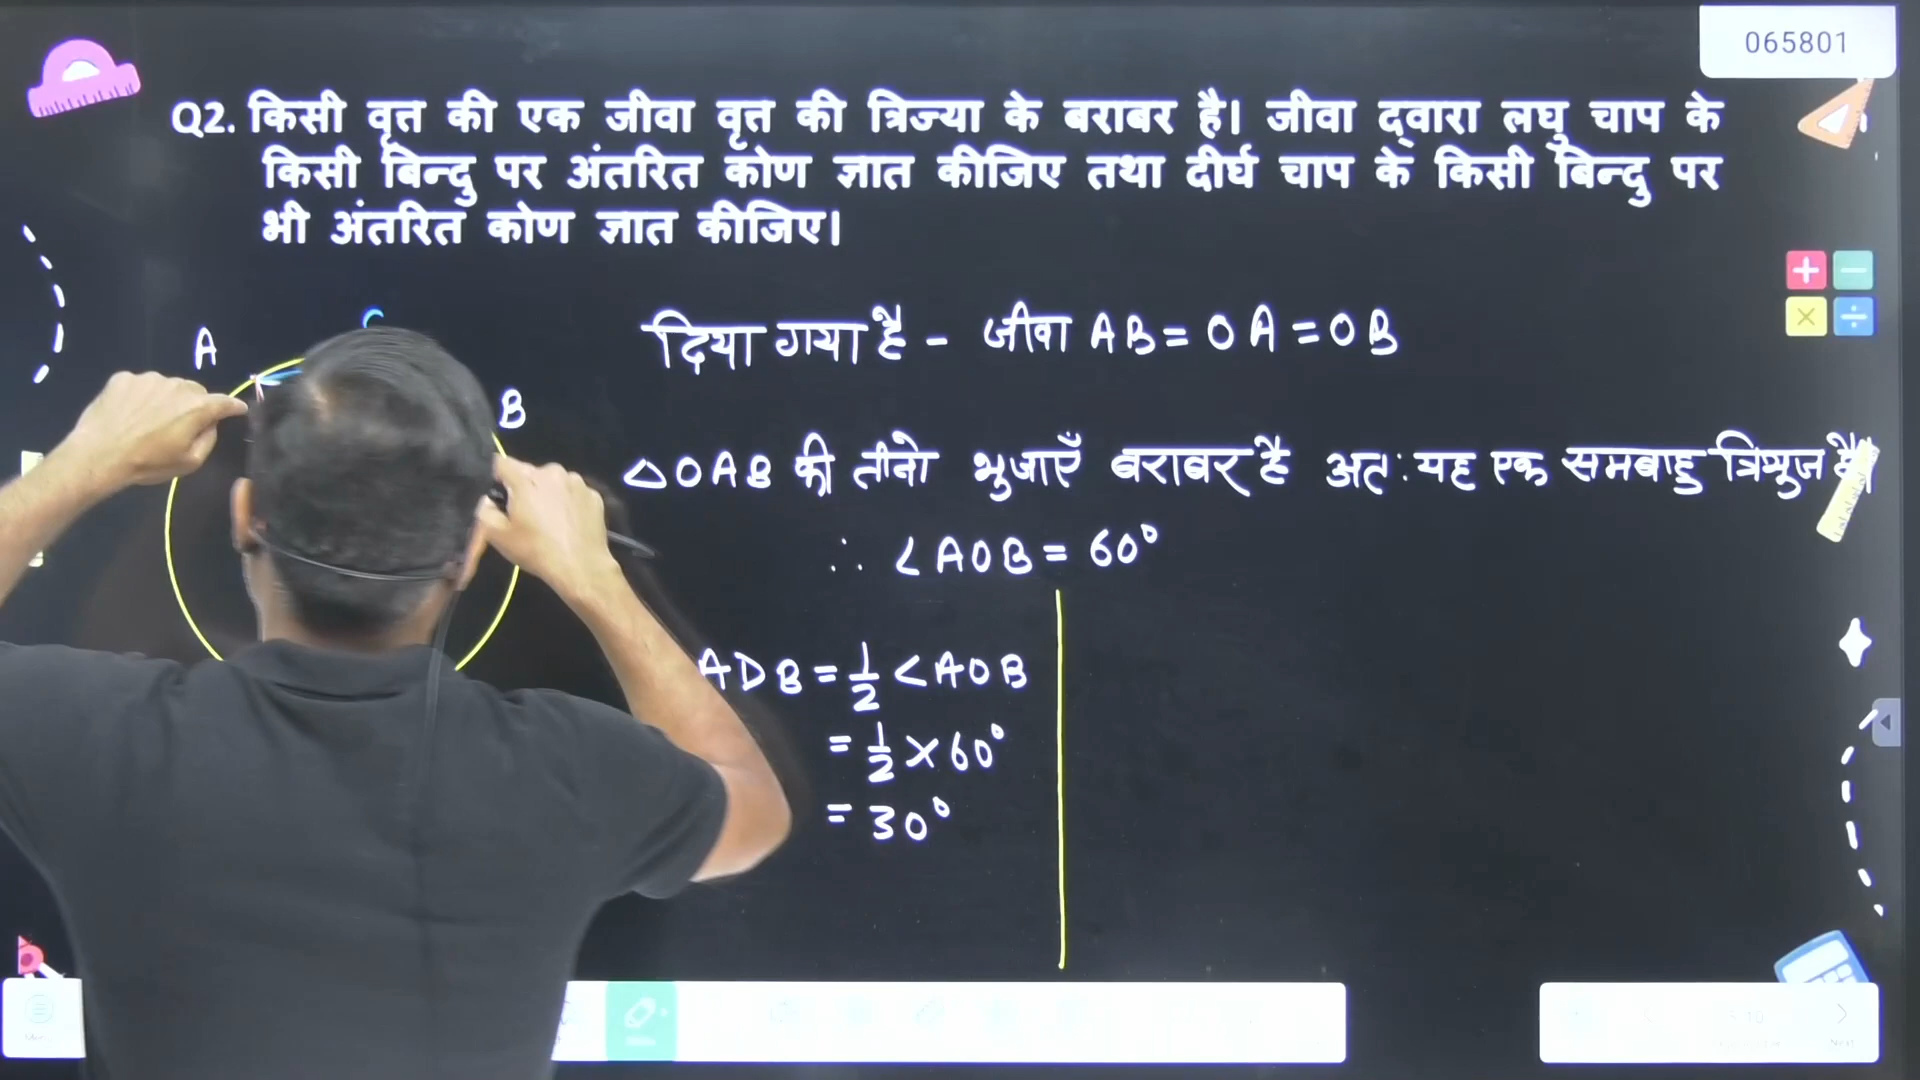 065801
Q2. किसी वृत्त की एक जीवा वृत्त की त्रिज्या के बराबर है। जीवा द्वारा लघु चाप के
किसी बिन्दु पर अंतरित कोण ज्ञात कीजिए तथा दीर्घ चाप के किसी बिन्दु पर
भी अंतरित कोण ज्ञात कीजिए।
A
B
दिया गया है - जीवा AB = OA = OB
△OAB की तीनो भुजाएँ बराबर है अतः यह एक समबाहु त्रिभुज है।
∴ ∠AOB = 60°
ADB = 1/2 ∠AOB
= 1/2 × 60°
= 30°